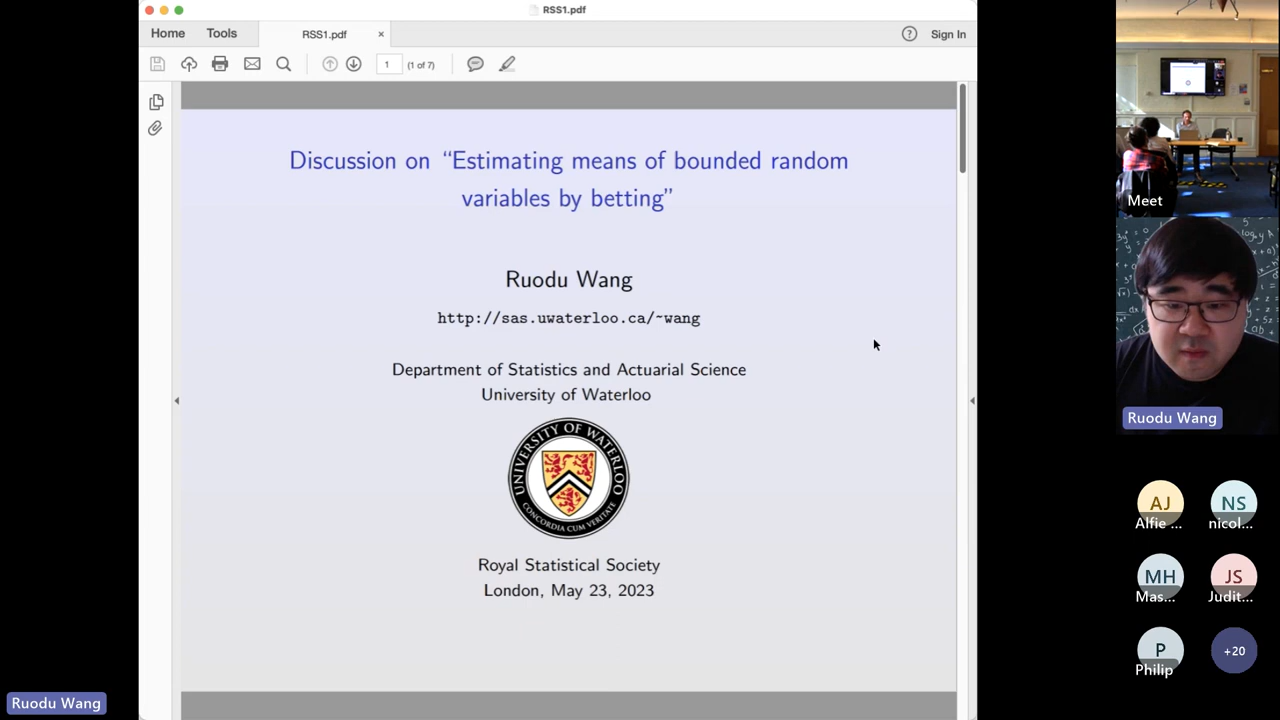 RSS1.pdf
Home
Tools
RSS1.pdf
×
?
Sign In
1
(1 of 7)
Discussion on “Estimating means of bounded random
variables by betting”
Ruodu Wang
http://sas.uwaterloo.ca/~wang
Department of Statistics and Actuarial Science
University of Waterloo
UNIVERSITY OF WATERLOO
CONCORDIA CUM VERITATE
Royal Statistical Society
London, May 23, 2023
Ruodu Wang
Meet
Ruodu Wang
AJ
Alfie ...
NS
nicol...
MH
Mas...
JS
Judit...
P
Philip
+20